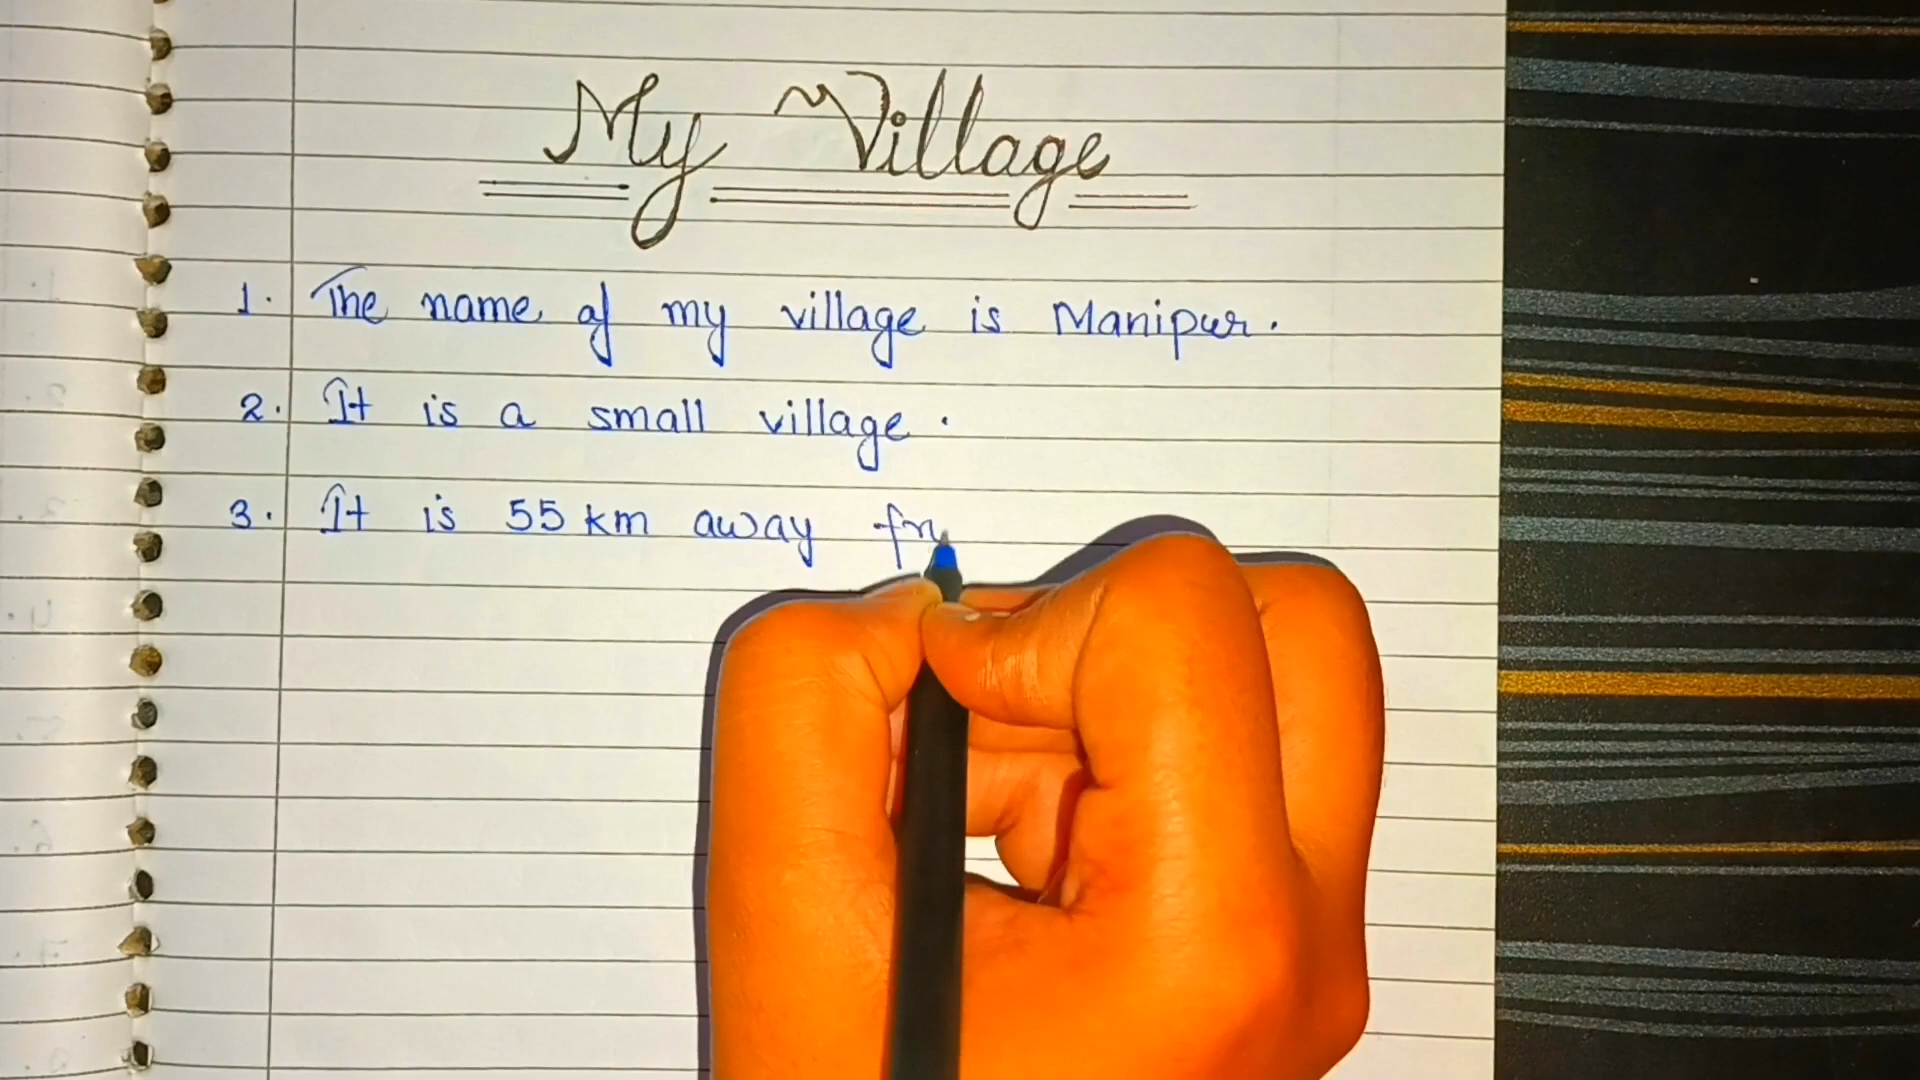 My Village
1. The name of my village is Manipur.
2. It is a small village.
3. It is 55 km away